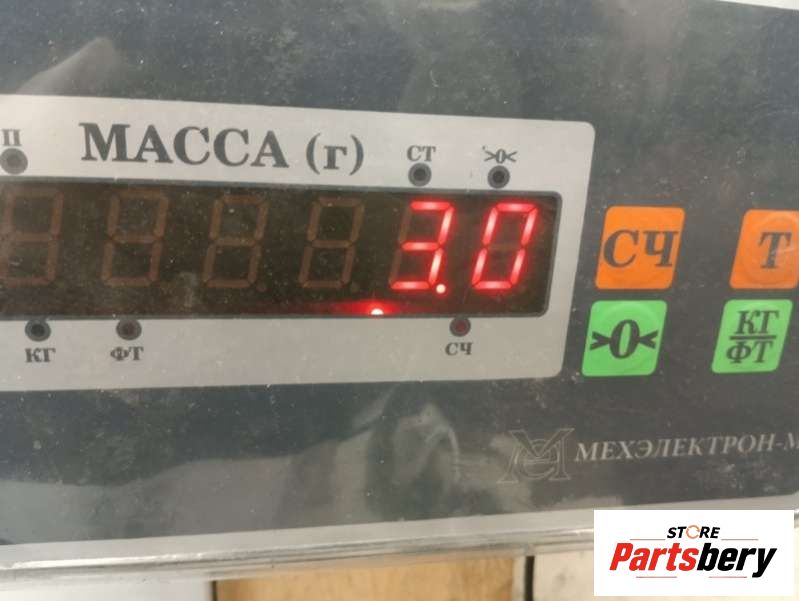 П
МАССА (г)
СТ
>0<
3.0
КГ
ФТ
СЧ
СЧ
Т
>0<
КГ
ФТ
МЕХЭЛЕКТРОН-М
STORE
Partsbery